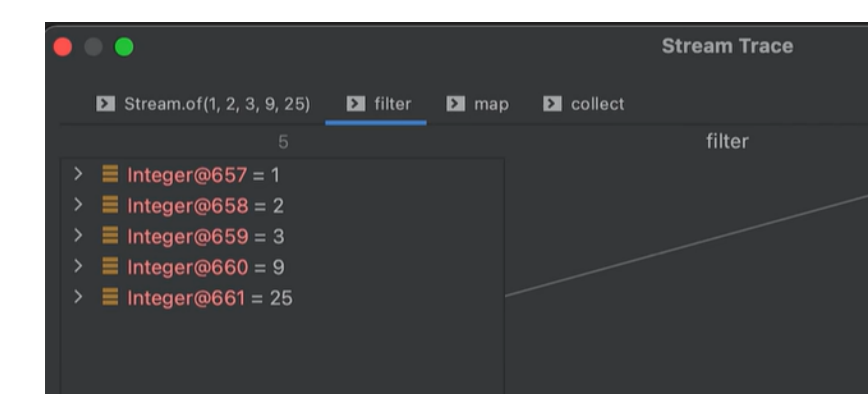 Stream Trace
Stream.of(1, 2, 3, 9, 25) filter map collect
5 filter
Integer@657 = 1
Integer@658 = 2
Integer@659 = 3
Integer@660 = 9
Integer@661 = 25